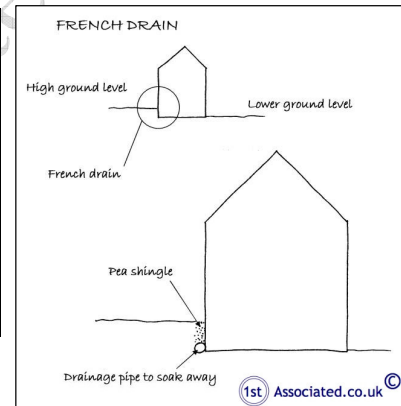 FRENCH DRAIN
High ground level
Lower ground level
French drain
Pea shingle
Drainage pipe to soak away
1st Associated.co.uk ©